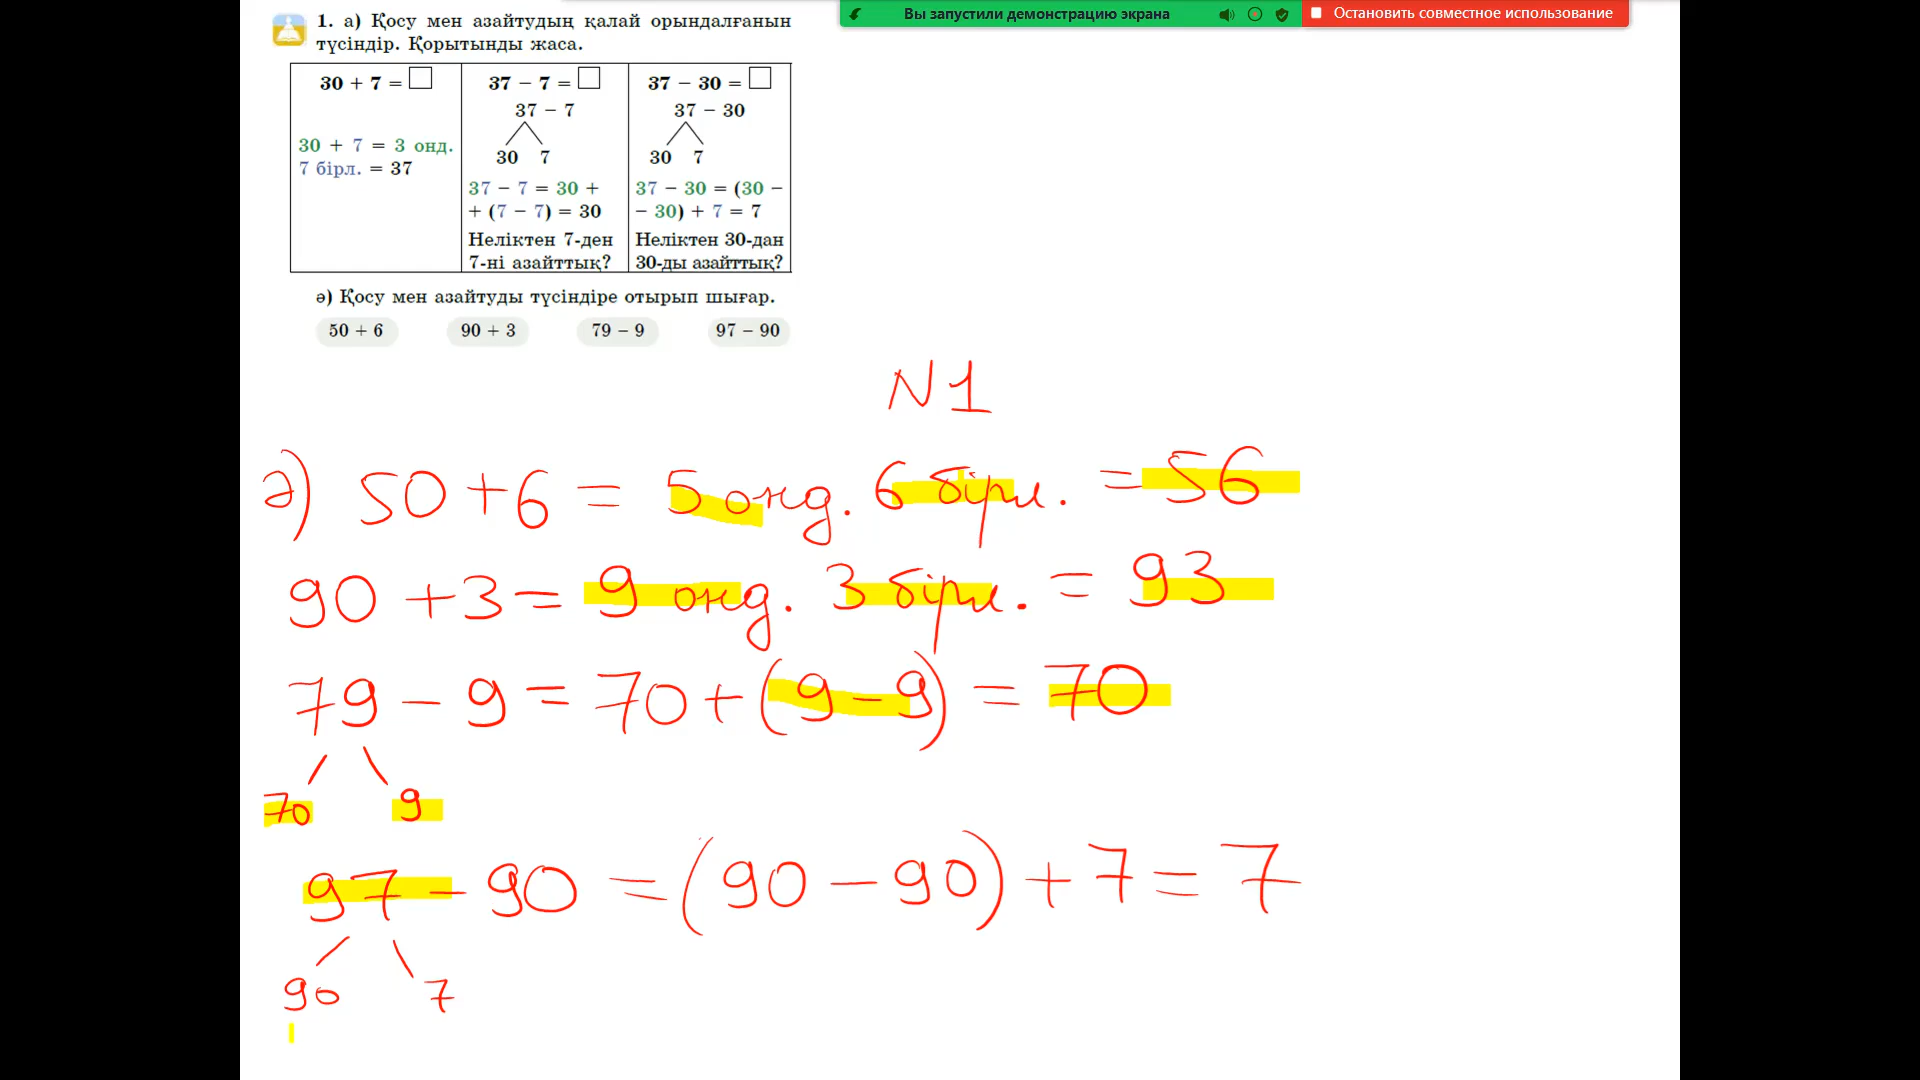 Вы запустили демонстрацию экрана
Остановить совместное использование
1. а) Қосу мен азайтудың қалай орындалғанын
түсіндір. Қорытынды жаса.
30 + 7 = □
30 + 7 = 3 онд.
7 бірл. = 37
37 − 7 = □
37 − 7
30 7
37 − 7 = 30 +
+ (7 − 7) = 30
Неліктен 7-ден
7-ні азайттық?
37 − 30 = □
37 − 30
30 7
37 − 30 = (30 −
− 30) + 7 = 7
Неліктен 30-дан
30-ды азайттық?
ә) Қосу мен азайтуды түсіндіре отырып шығар.
50 + 6 90 + 3 79 − 9 97 − 90
N1
ә) 50 + 6 = 5 онд. 6 бірл. = 56
90 + 3 = 9 онд. 3 бірл. = 93
79 − 9 = 70 + (9 − 9) = 70
70 9
97 − 90 = (90 − 90) + 7 = 7
90 7